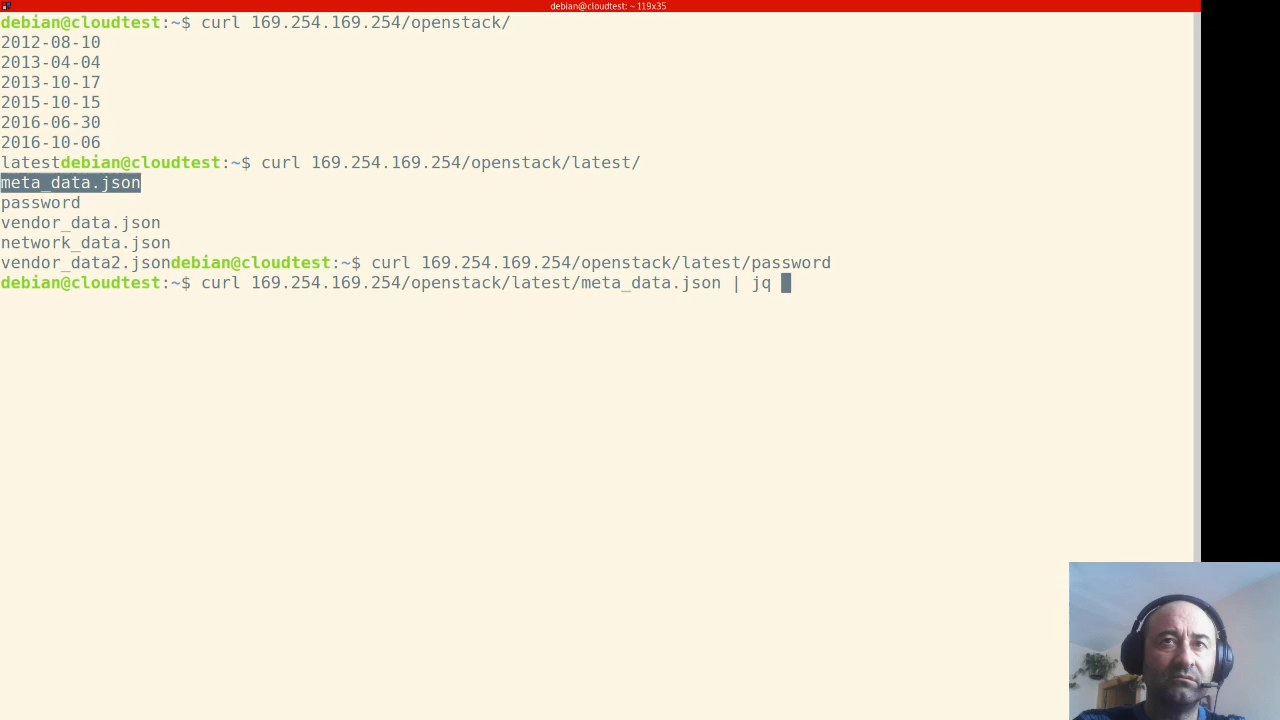 debian@cloudtest: ~ 119x35
debian@cloudtest:~$ curl 169.254.169.254/openstack/
2012-08-10
2013-04-04
2013-10-17
2015-10-15
2016-06-30
2016-10-06
latestdebian@cloudtest:~$ curl 169.254.169.254/openstack/latest/
meta_data.json
password
vendor_data.json
network_data.json
vendor_data2.jsondebian@cloudtest:~$ curl 169.254.169.254/openstack/latest/password
debian@cloudtest:~$ curl 169.254.169.254/openstack/latest/meta_data.json | jq